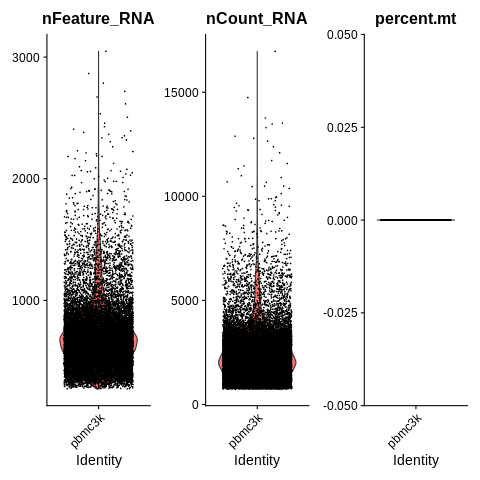 nFeature_RNA
3000
2000
1000
pbmc3k
Identity
nCount_RNA
15000
10000
5000
0
pbmc3k
Identity
percent.mt
0.050
0.025
0.000
-0.025
-0.050
pbmc3k
Identity